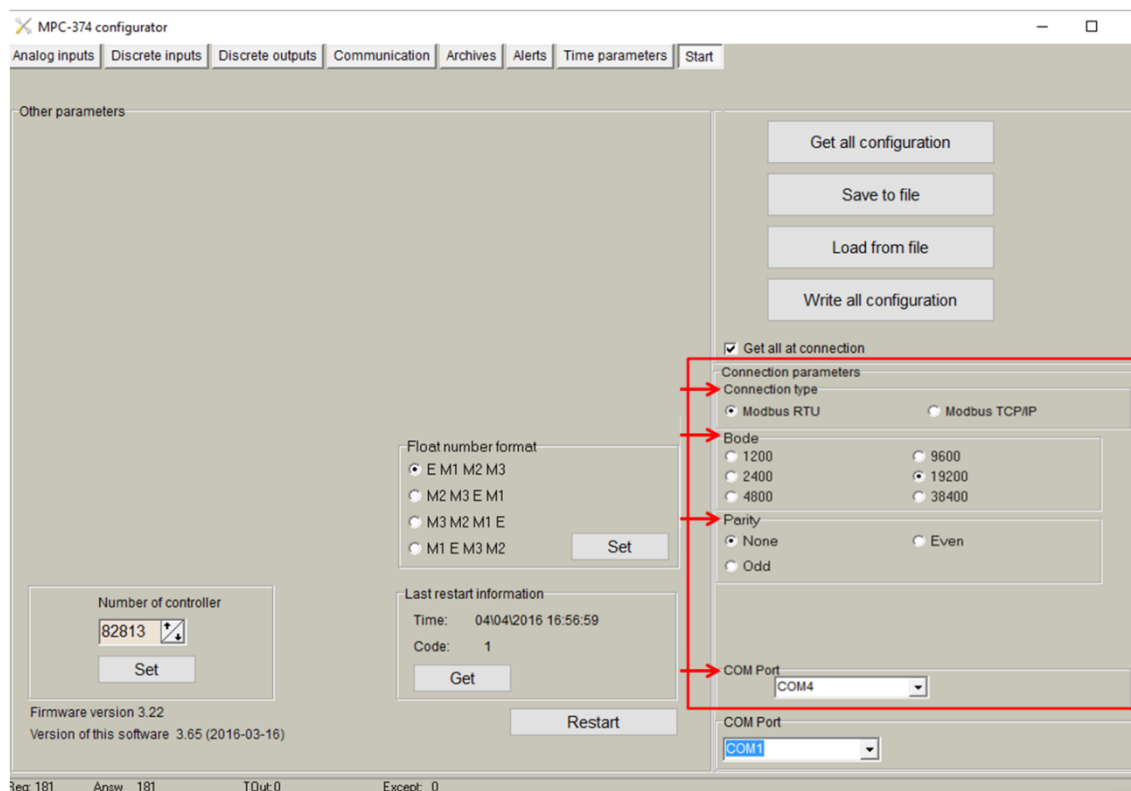 MPC-374 configurator
Analog inputs Discrete inputs Discrete outputs Communication Archives Alerts Time parameters Start
Other parameters
Get all configuration
Save to file
Load from file
Write all configuration
Get all at connection
Connection parameters
Connection type
Modbus RTU Modbus TCP/IP
Bode
1200 9600
2400 19200
4800 38400
Parity
None Even
Odd
COM Port
COM4
COM Port
COM1
Float number format
E M1 M2 M3
M2 M3 E M1
M3 M2 M1 E
M1 E M3 M2
Set
Last restart information
Time: 04\04\2016 16:56:59
Code: 1
Get
Restart
Number of controller
82813
Set
Firmware version 3.22
Version of this software 3.65 (2016-03-16)
Req: 181 Answ 181 TOut:0 Except: 0